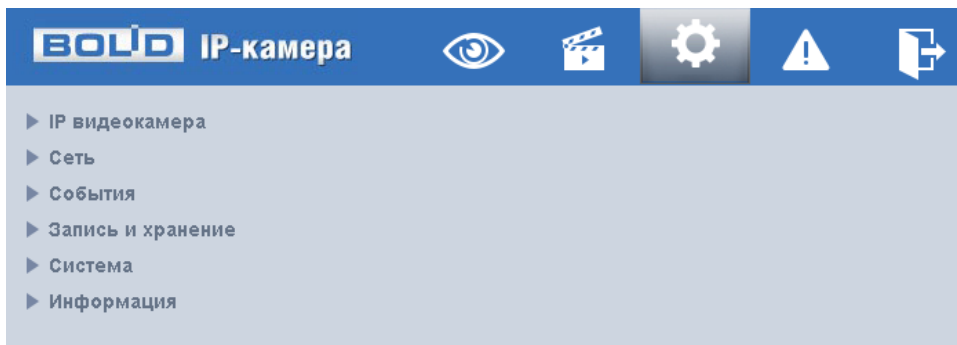 BOLID IP-камера
IP видеокамера
Сеть
События
Запись и хранение
Система
Информация